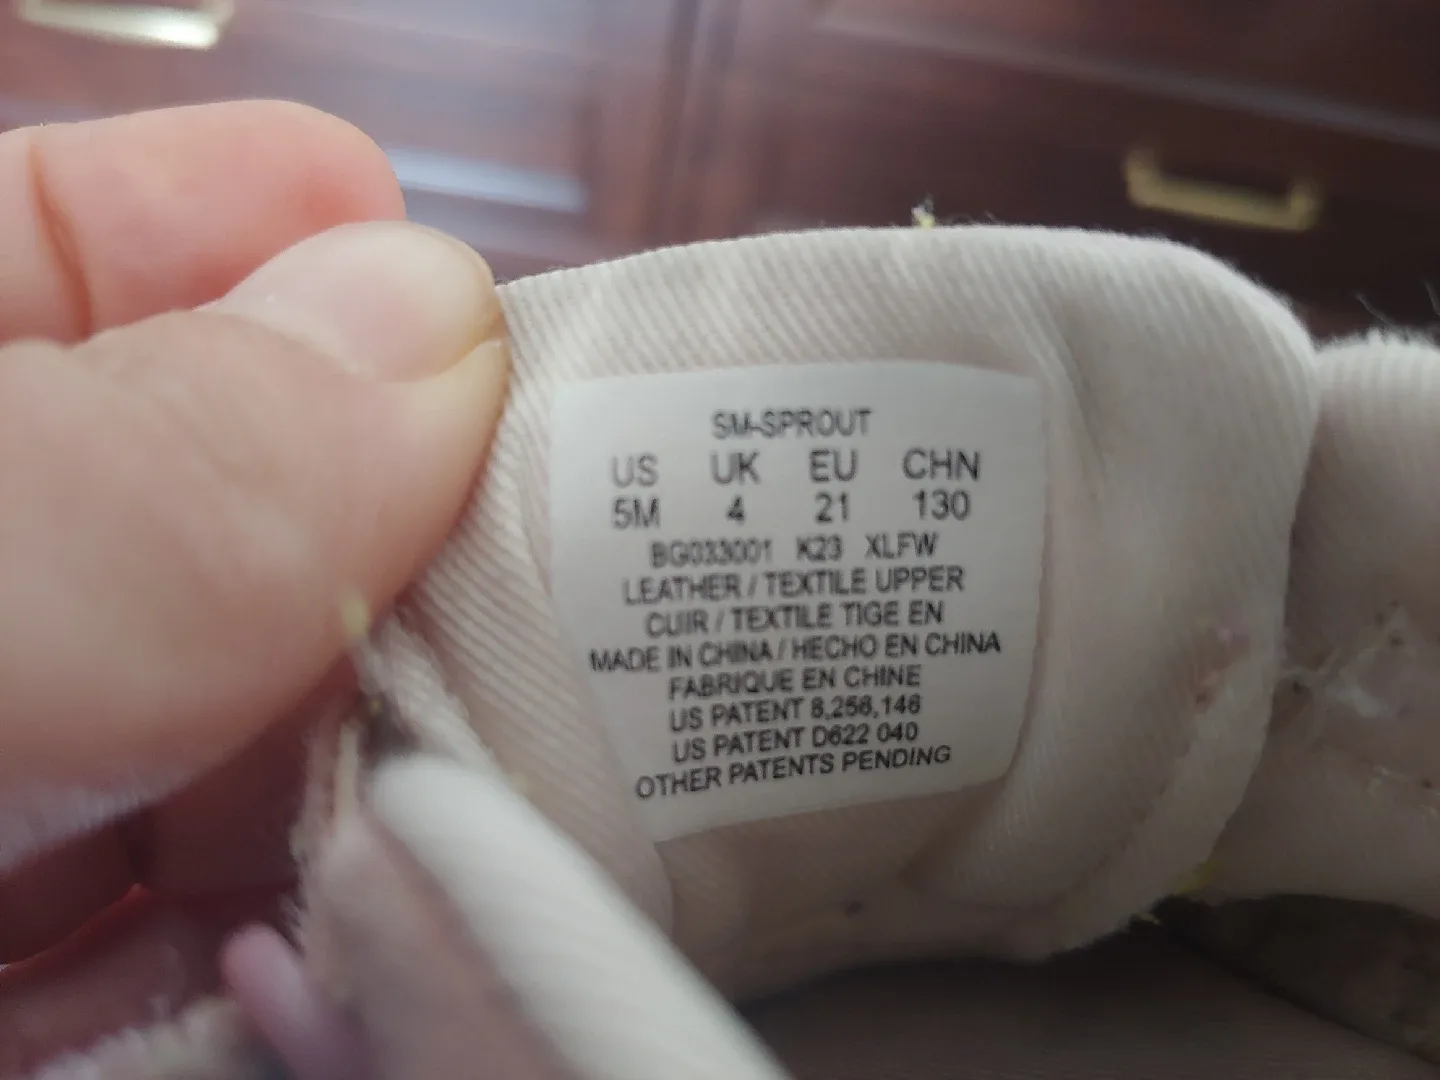 SM-SPROUT
US UK EU CHN
5M 4 21 130
BG033001 K23 XLFW
LEATHER / TEXTILE UPPER
CUIR / TEXTILE TIGE EN
MADE IN CHINA / HECHO EN CHINA
FABRIQUE EN CHINE
US PATENT 8,256,146
US PATENT D622 040
OTHER PATENTS PENDING